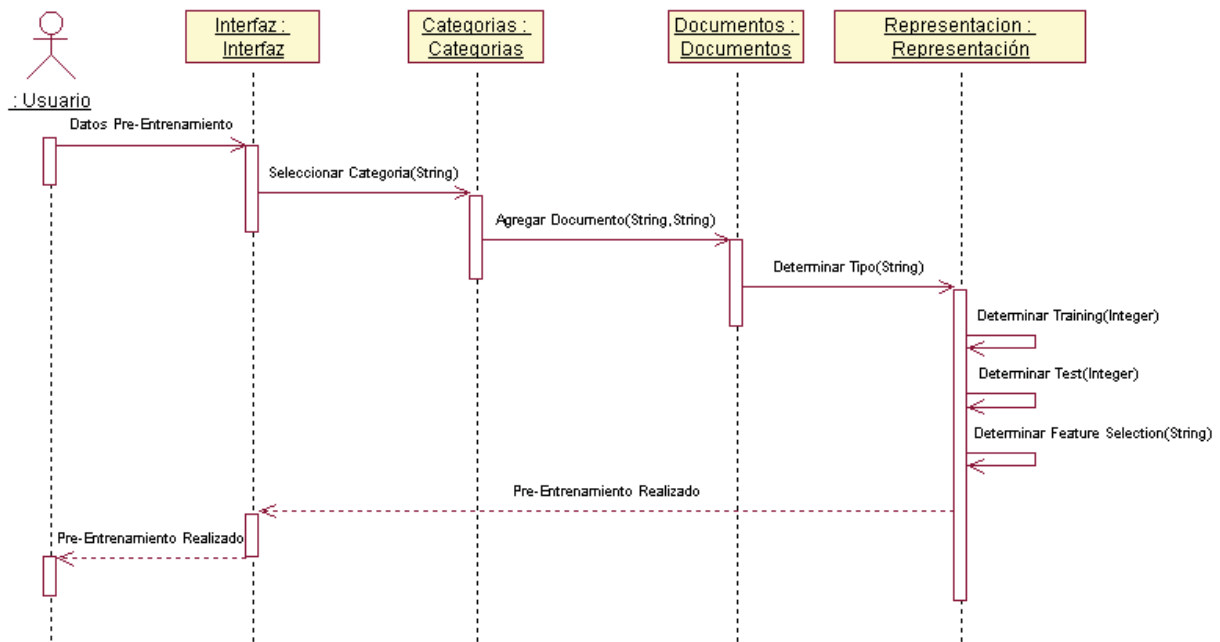 Interfaz :
Interfaz
Categorias :
Categorias
Documentos :
Documentos
Representacion :
Representación
: Usuario
Datos Pre-Entrenamiento
Seleccionar Categoria(String)
Agregar Documento(String,String)
Determinar Tipo(String)
Determinar Training(Integer)
Determinar Test(Integer)
Determinar Feature Selection(String)
Pre-Entrenamiento Realizado
Pre-Entrenamiento Realizado